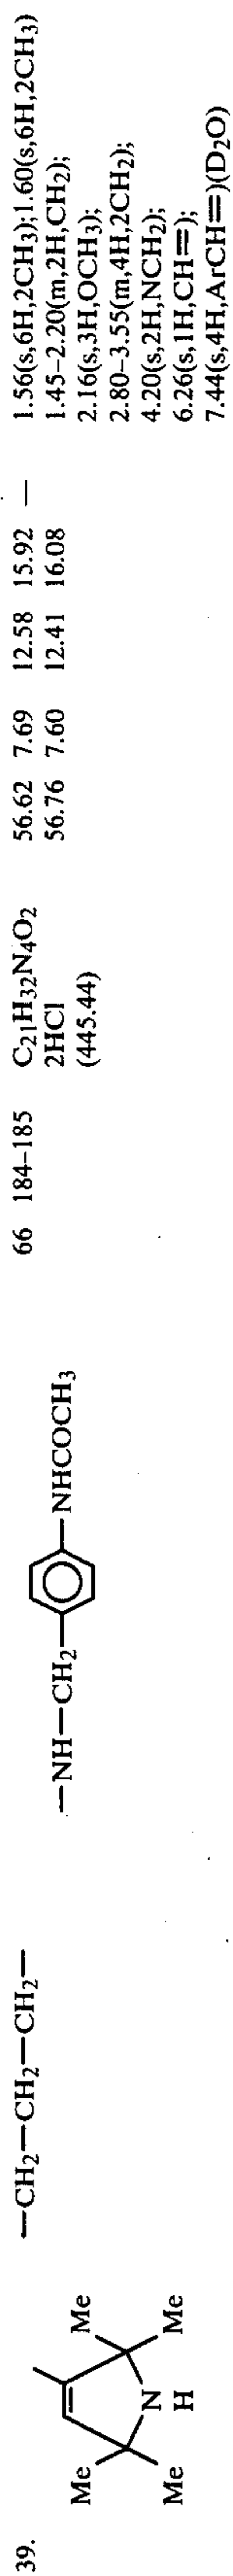 39.
Me Me
Me N Me
H
—CH2—CH2—CH2—
—NH—CH2— —NHCOCH3
66 184–185 C21H32N4O2 56.62 7.69 12.58 15.92 — 1.56(s,6H,2CH3);1.60(s,6H,2CH3)
2HCl 56.76 7.60 12.41 16.08 1.45–2.20(m,2H,CH2);
(445.44) 2.16(s,3H,OCH3);
2.80–3.55(m,4H,2CH2);
4.20(s,2H,NCH2);
6.26(s,1H,CH=);
7.44(s,4H,ArCH=)(D2O)